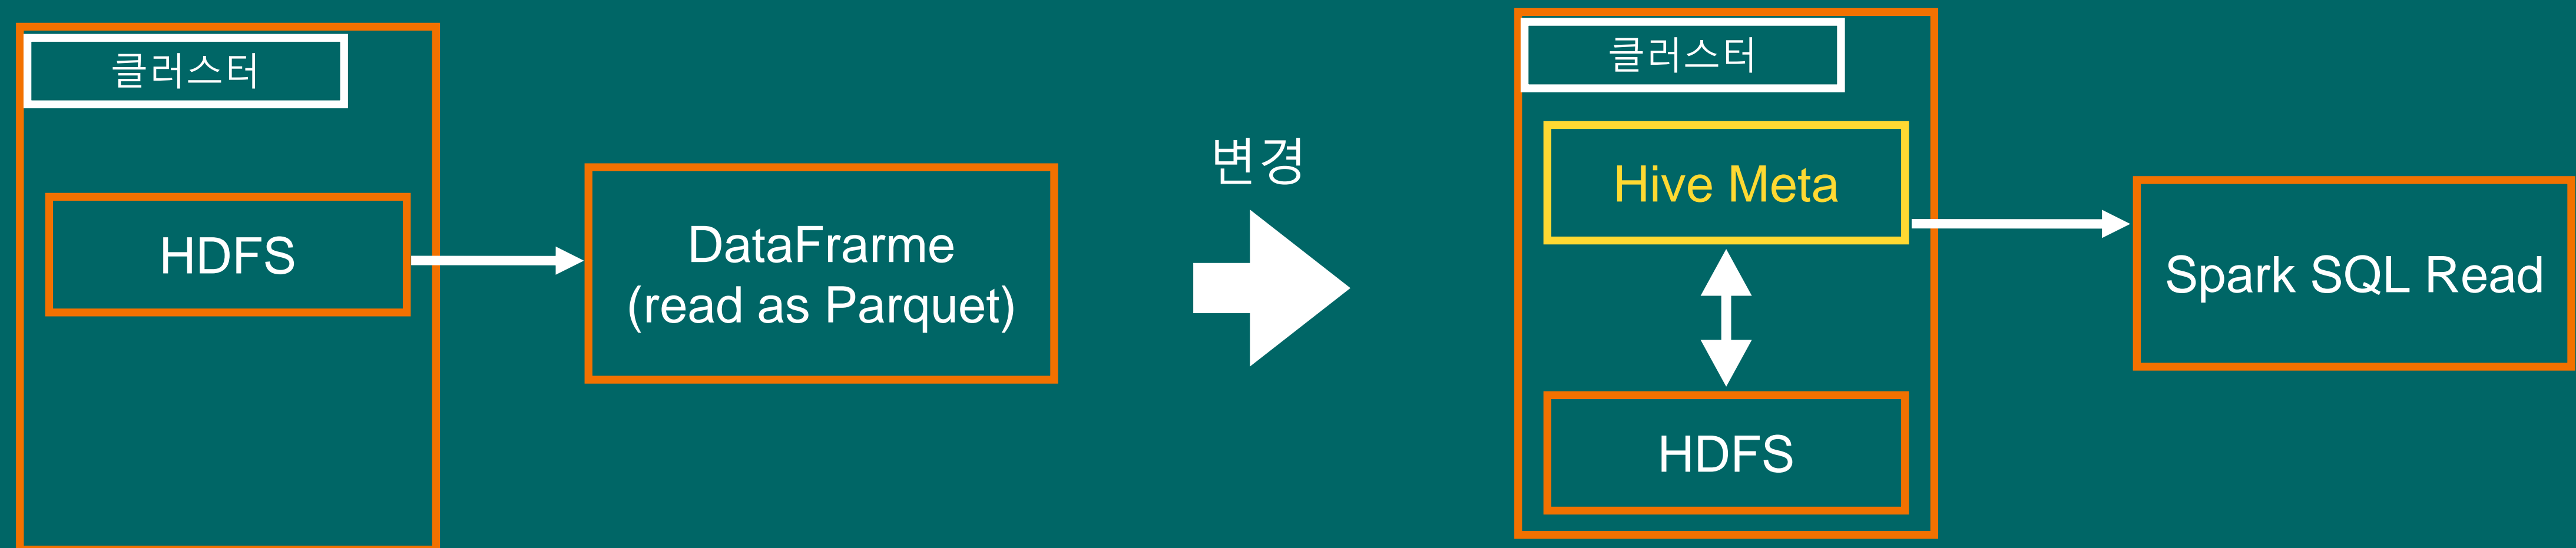 클러스터
HDFS
DataFrarme
(read as Parquet)
변경
클러스터
Hive Meta
HDFS
Spark SQL Read